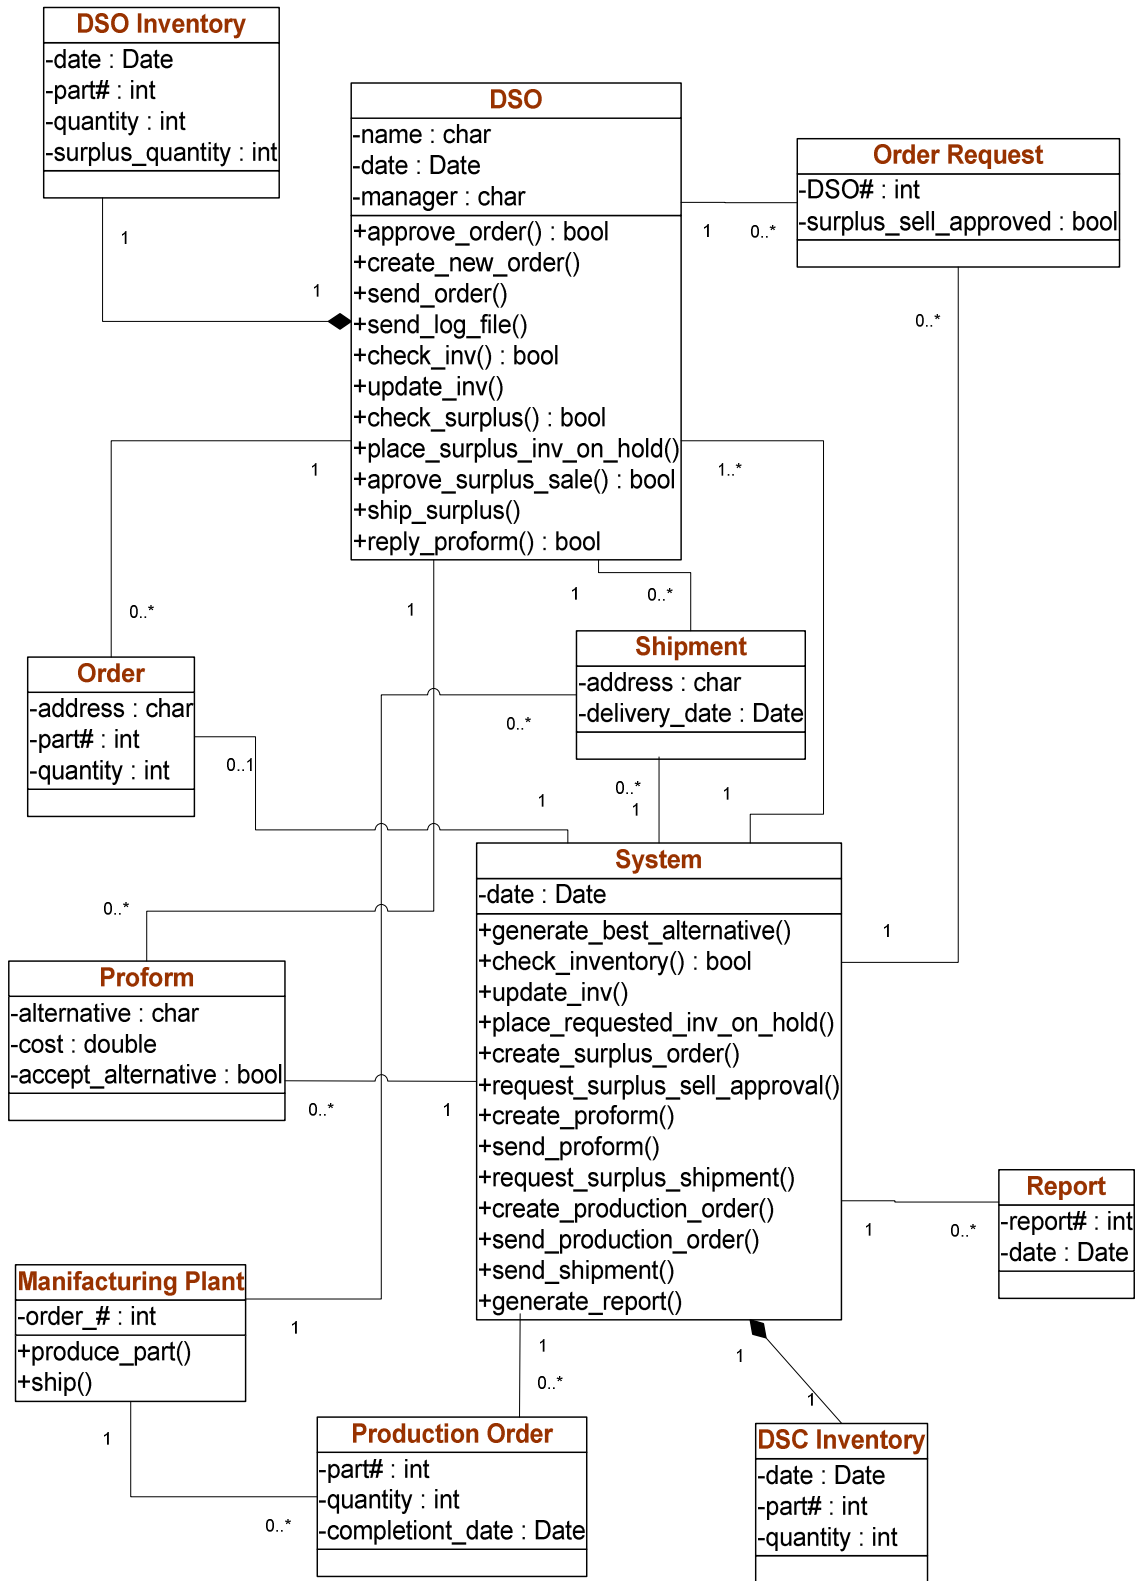 DSO Inventory
-date : Date
-part# : int
-quantity : int
-surplus_quantity : int
1
1
DSO
-name : char
-date : Date
-manager : char
+approve_order() : bool
+create_new_order()
+send_order()
+send_log_file()
+check_inv() : bool
+update_inv()
+check_surplus() : bool
+place_surplus_inv_on_hold()
+aprove_surplus_sale() : bool
+ship_surplus()
+reply_proform() : bool
Order Request
-DSO# : int
-surplus_sell_approved : bool
1
0..*
0..*
1
1..*
1
1
0..*
0..*
Shipment
-address : char
-delivery_date : Date
Order
-address : char
-part# : int
-quantity : int
0..*
0..1
0..*
1
1
1
System
-date : Date
+generate_best_alternative()
+check_inventory() : bool
+update_inv()
+place_requested_inv_on_hold()
+create_surplus_order()
+request_surplus_sell_approval()
+create_proform()
+send_proform()
+request_surplus_shipment()
+create_production_order()
+send_production_order()
+send_shipment()
+generate_report()
0..*
1
Proform
-alternative : char
-cost : double
-accept_alternative : bool
0..*
1
Report
-report# : int
-date : Date
1
0..*
Manifacturing Plant
-order_# : int
+produce_part()
+ship()
1
1
0..*
1
1
1
0..*
Production Order
-part# : int
-quantity : int
-completiont_date : Date
DSC Inventory
-date : Date
-part# : int
-quantity : int